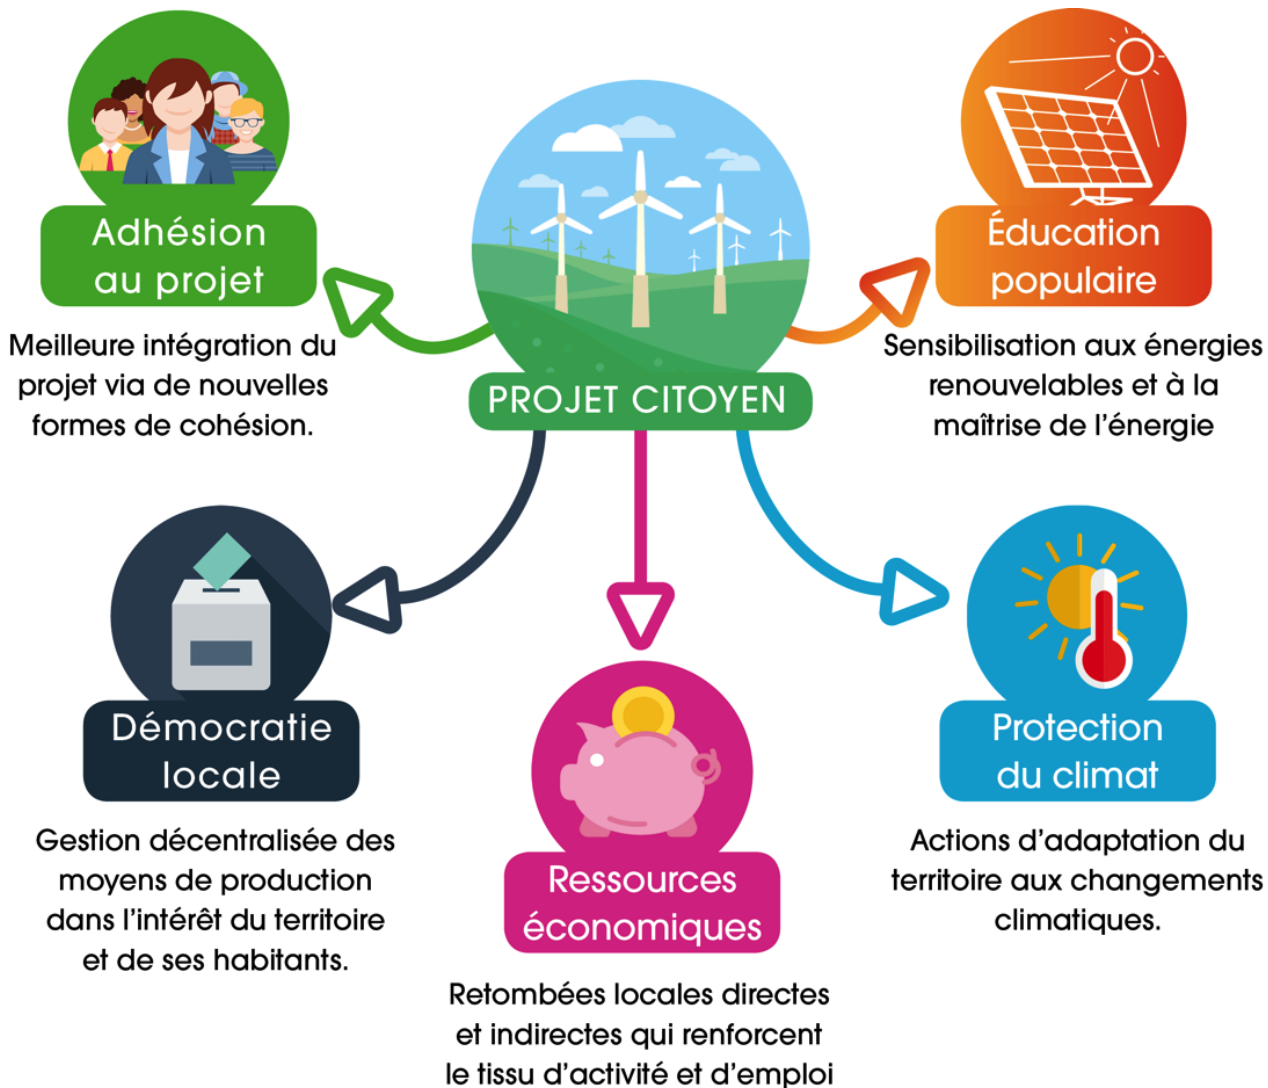 Adhésion
au projet
Meilleure intégration du
projet via de nouvelles
formes de cohésion.
PROJET CITOYEN
Éducation
populaire
Sensibilisation aux énergies
renouvelables et à la
maîtrise de l'énergie
Démocratie
locale
Gestion décentralisée des
moyens de production
dans l'intérêt du territoire
et de ses habitants.
Ressources
économiques
Retombées locales directes
et indirectes qui renforcent
le tissu d'activité et d'emploi
Protection
du climat
Actions d'adaptation du
territoire aux changements
climatiques.